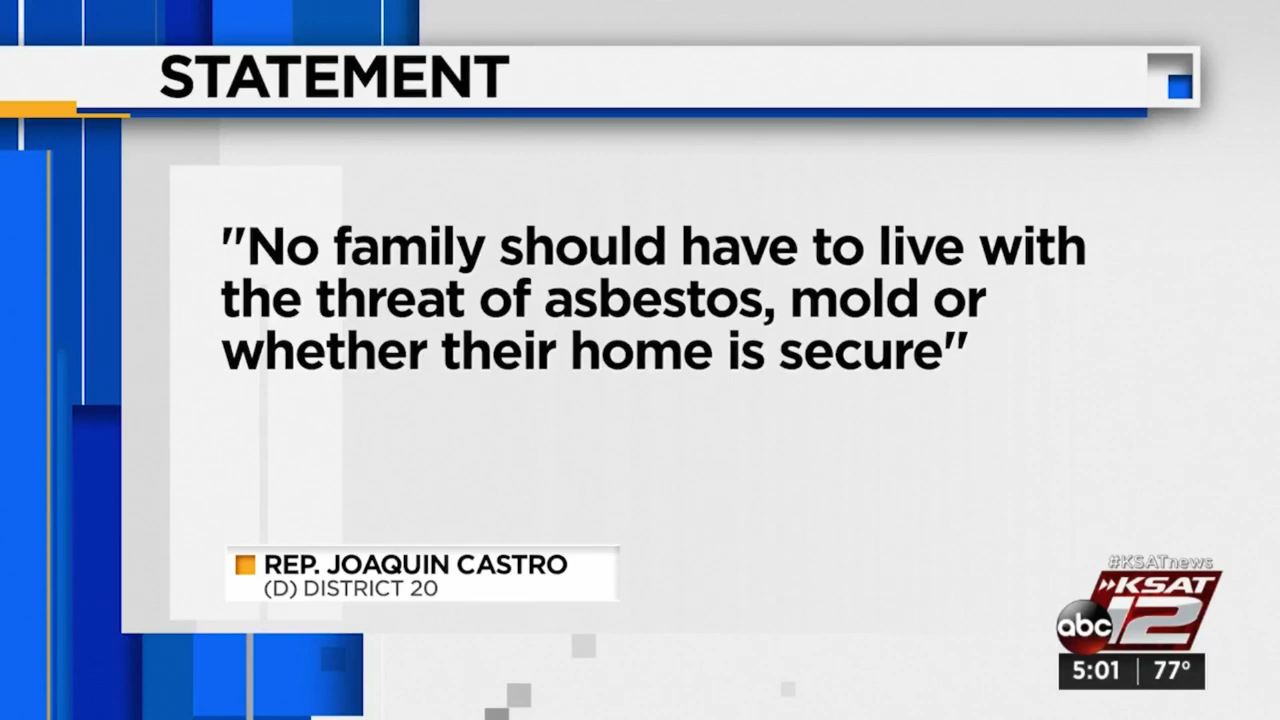 STATEMENT
"No family should have to live with
the threat of asbestos, mold or
whether their home is secure"
REP. JOAQUIN CASTRO
(D) DISTRICT 20
#KSATnews
KSAT
abc 12
5:01 77°